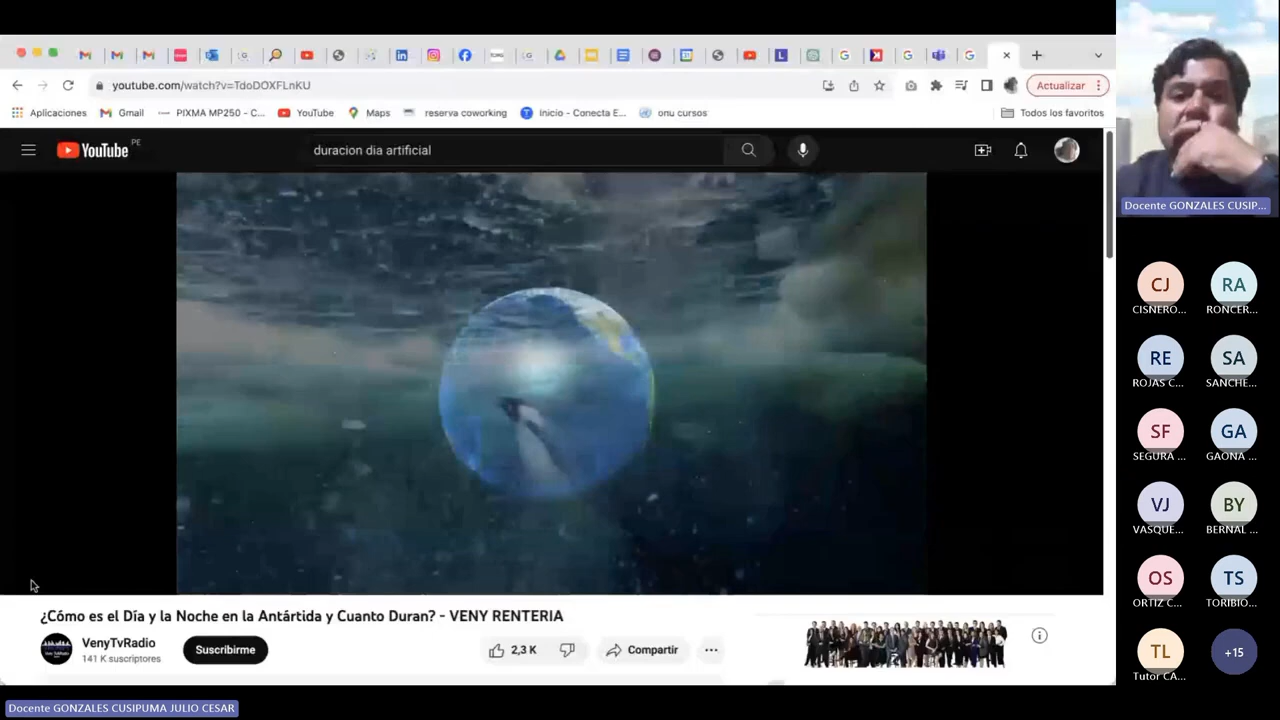 youtube.com/watch?v=TdoDOXFLnKU
Actualizar
Aplicaciones
Gmail
PIXMA MP250 - C...
YouTube
Maps
reserva coworking
Inicio - Conecta E...
onu cursos
Todos los favoritos
YouTube PE
duracion dia artificial
¿Cómo es el Día y la Noche en la Antártida y Cuanto Duran? - VENY RENTERIA
VenyTvRadio
141 K suscriptores
Suscribirme
2,3 K
Compartir
Docente GONZALES CUSIP...
CJ
CISNERO...
RA
RONCER...
RE
ROJAS C...
SA
SANCHE...
SF
SEGURA ...
GA
GAONA ...
VJ
VASQUE...
BY
BERNAL ...
OS
ORTIZ C...
TS
TORIBIO...
TL
Tutor CA...
+15
Docente GONZALES CUSIPUMA JULIO CESAR